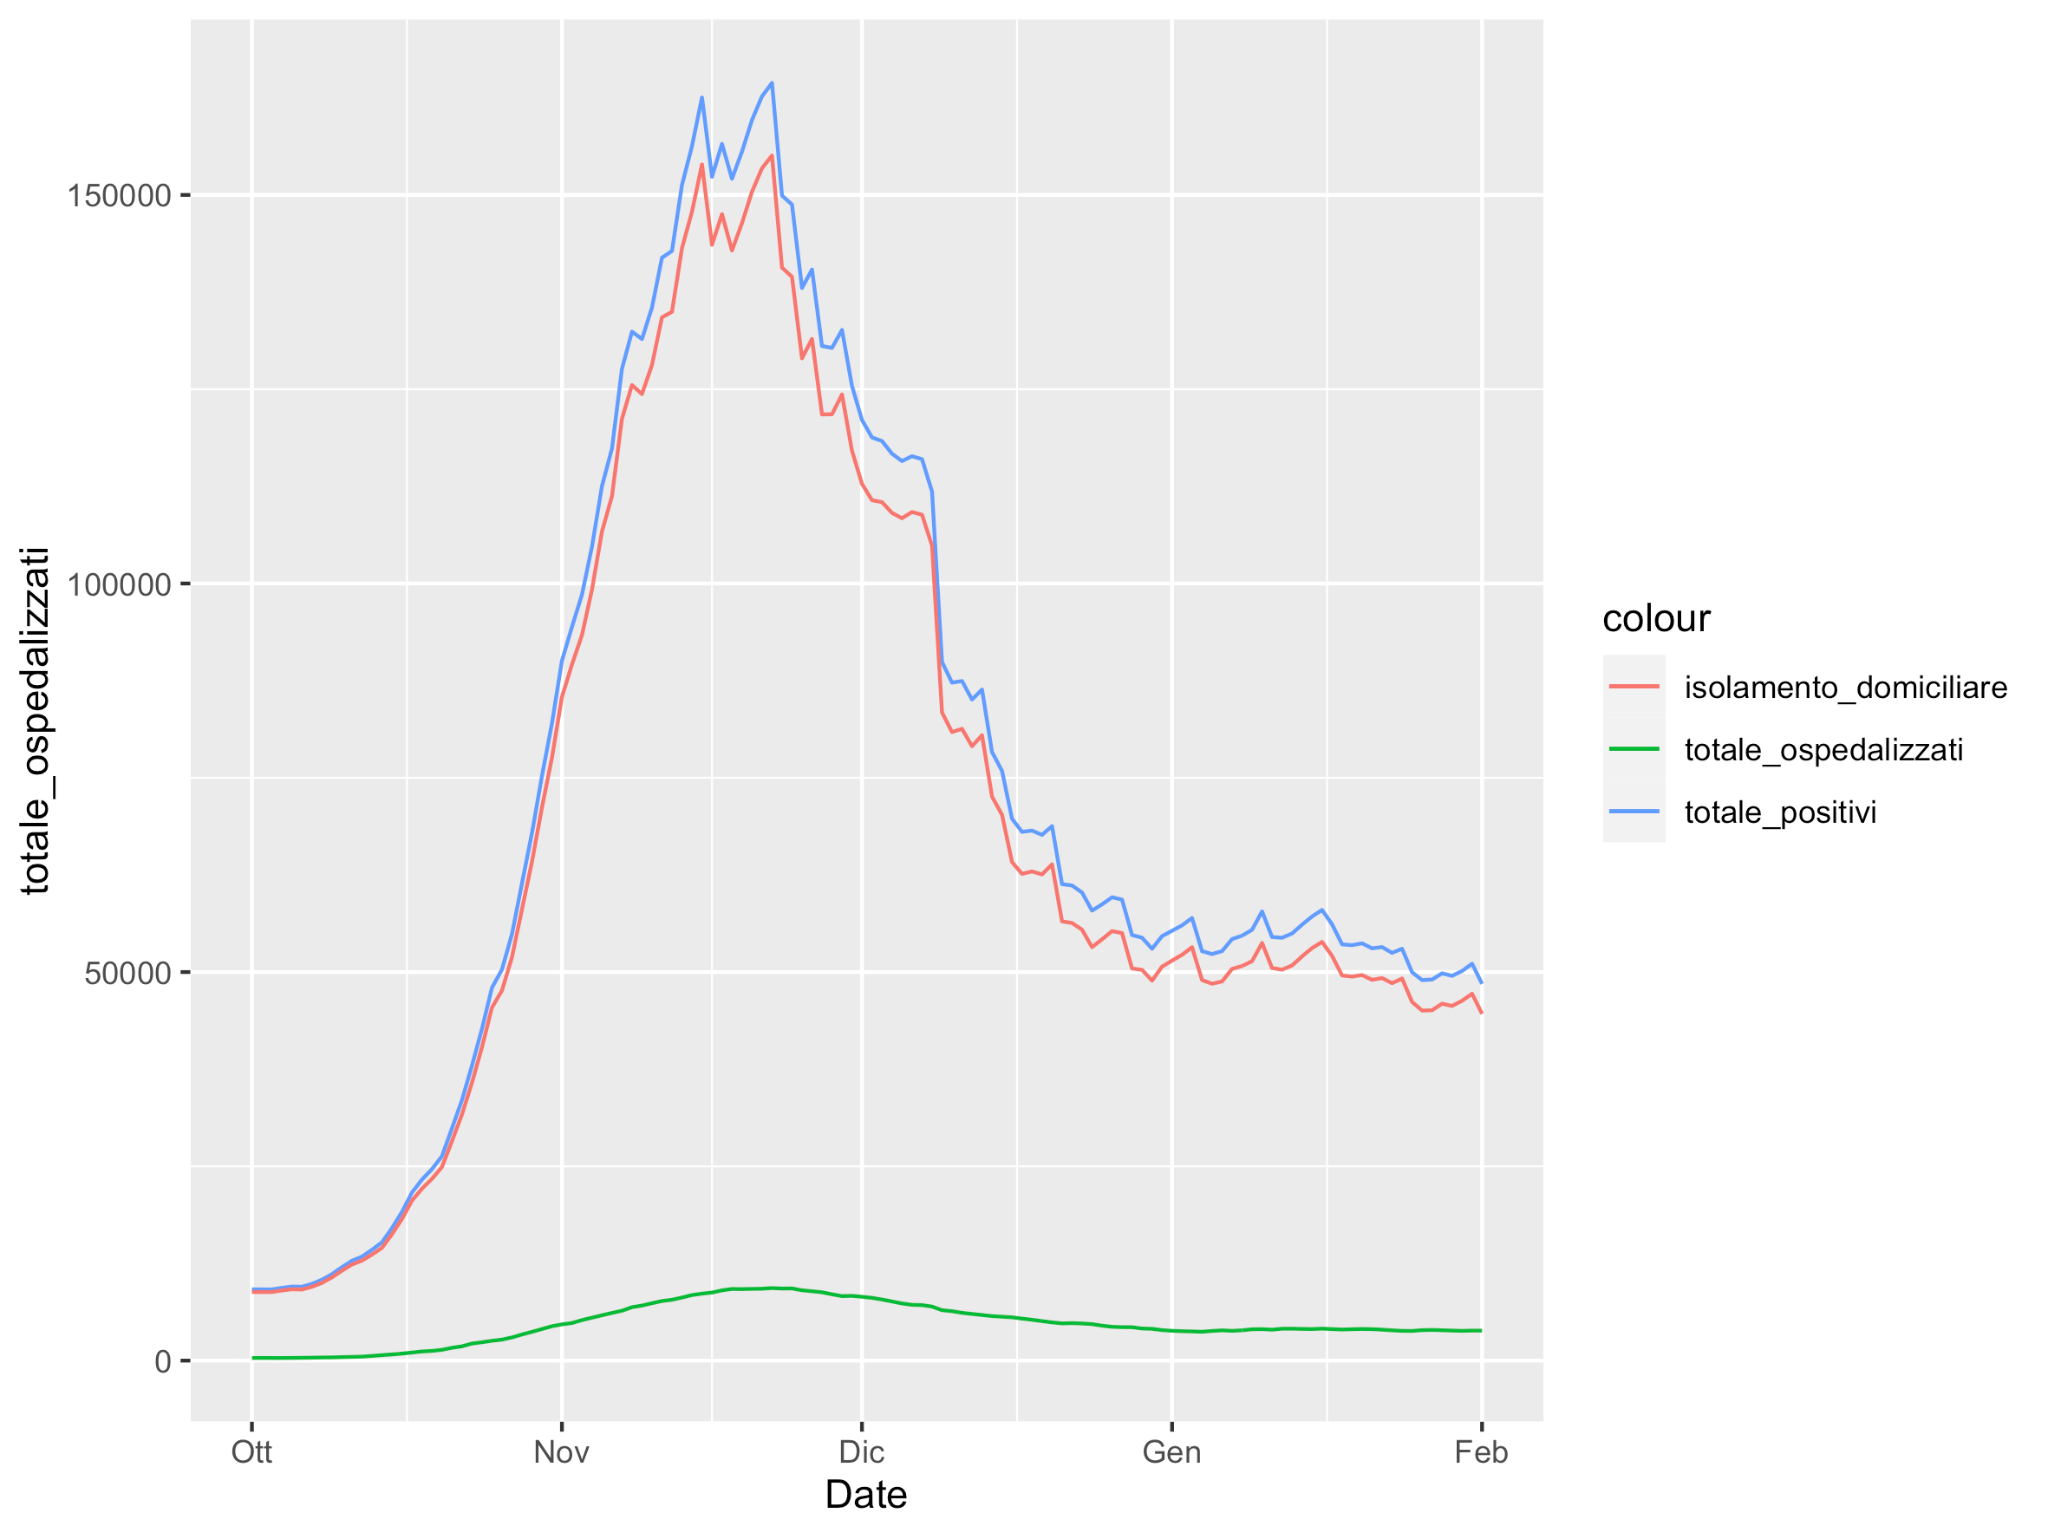 totale_ospedalizzati
150000
100000
50000
0
Ott
Nov
Dic
Gen
Feb
Date
colour
isolamento_domiciliare
totale_ospedalizzati
totale_positivi